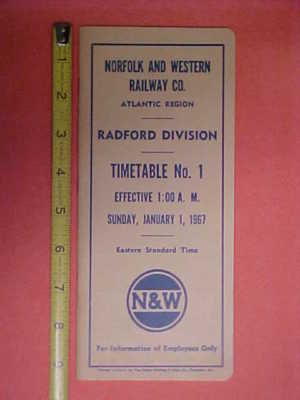 NORFOLK AND WESTERN
RAILWAY CO.
ATLANTIC REGION
RADFORD DIVISION
TIMETABLE No. 1
EFFECTIVE 1:00 A. M.
SUNDAY, JANUARY 1, 1967
Eastern Standard Time
N&W
For Information of Employees Only
1
2
3
4
5
6
7
8
9